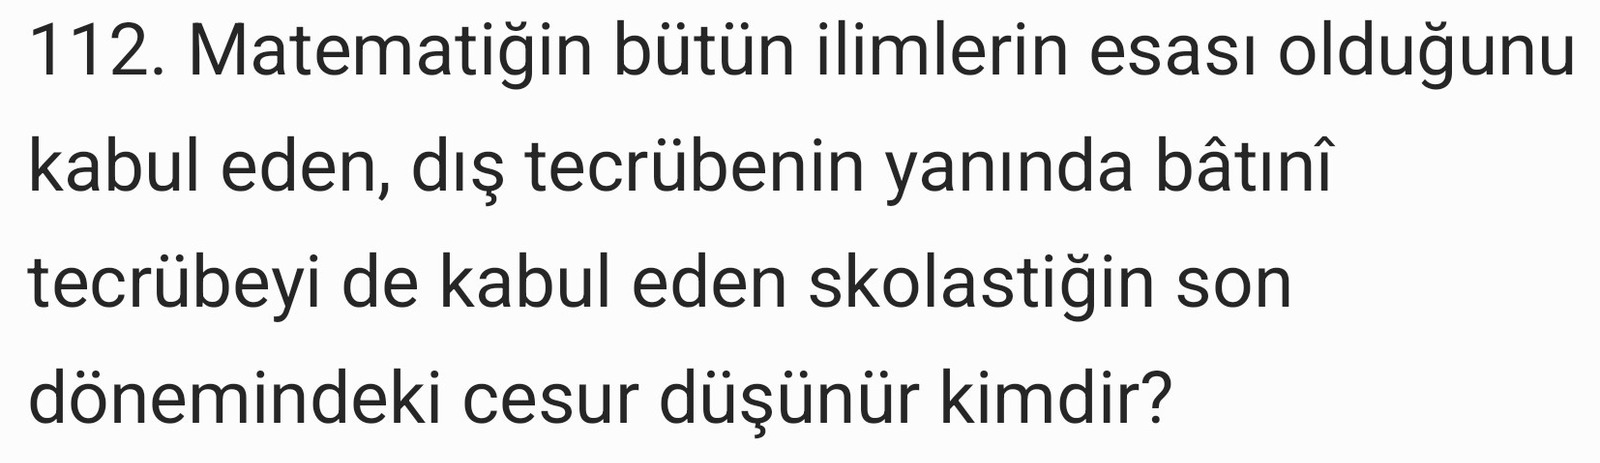 112. Matematiğin bütün ilimlerin esası olduğunu
kabul eden, dış tecrübenin yanında bâtınî
tecrübeyi de kabul eden skolastiğin son
dönemindeki cesur düşünür kimdir?